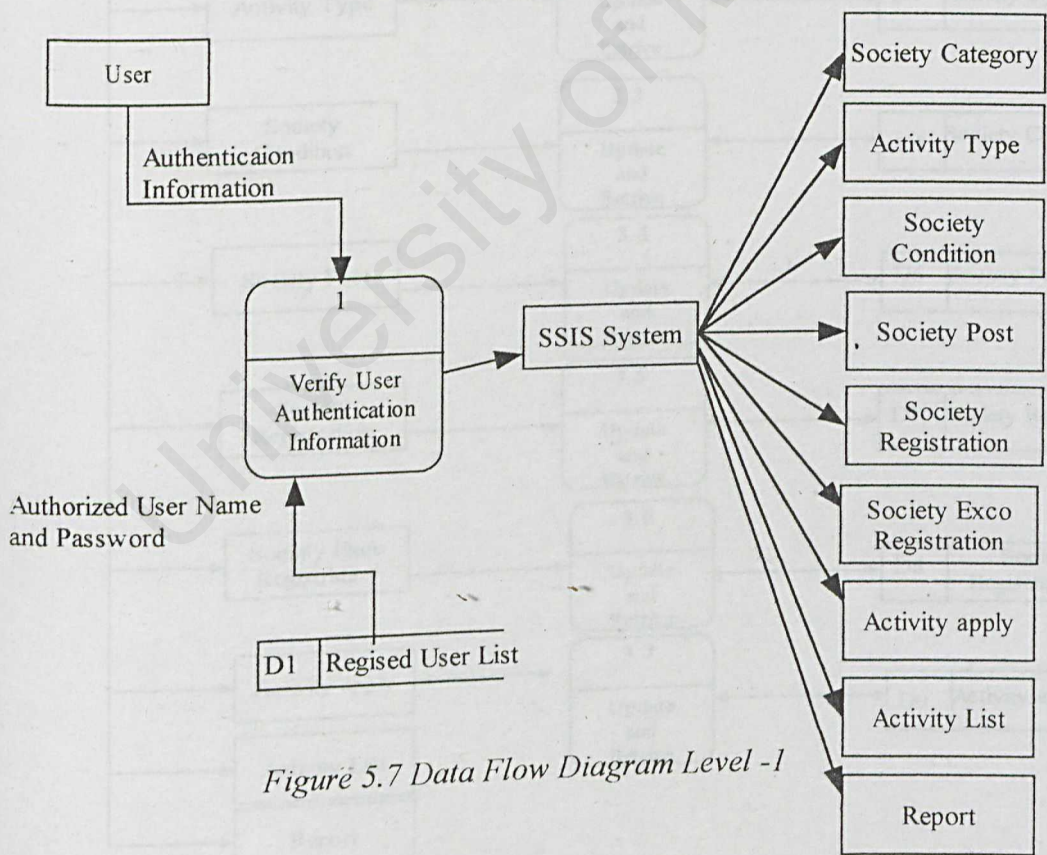 User
Authenticaion
Information
1
Verify User
Authentication
Information
Authorized User Name
and Password
D1 Regised User List
SSIS System
Society Category
Activity Type
Society
Condition
Society Post
Society
Registration
Society Exco
Registration
Activity apply
Activity List
Report
Figure 5.7 Data Flow Diagram Level -1
University of M